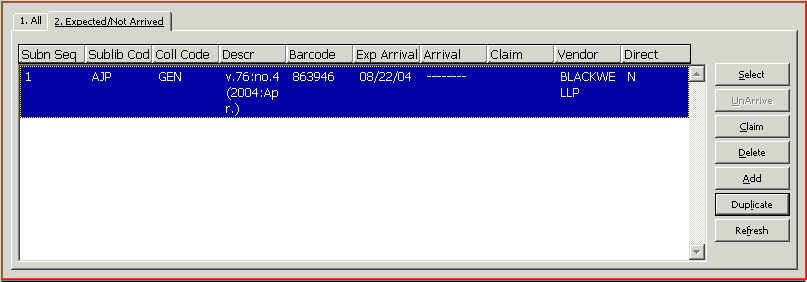 1. All 2. Expected/Not Arrived
Subn Seq Sublib Cod Coll Code Descr Barcode Exp Arrival Arrival Claim Vendor Direct
1 AJP GEN v.76:no.4 863946 08/22/04 -------- BLACKWE N
(2004:Ap LLP
r.)
Select
UnArrive
Claim
Delete
Add
Duplicate
Refresh